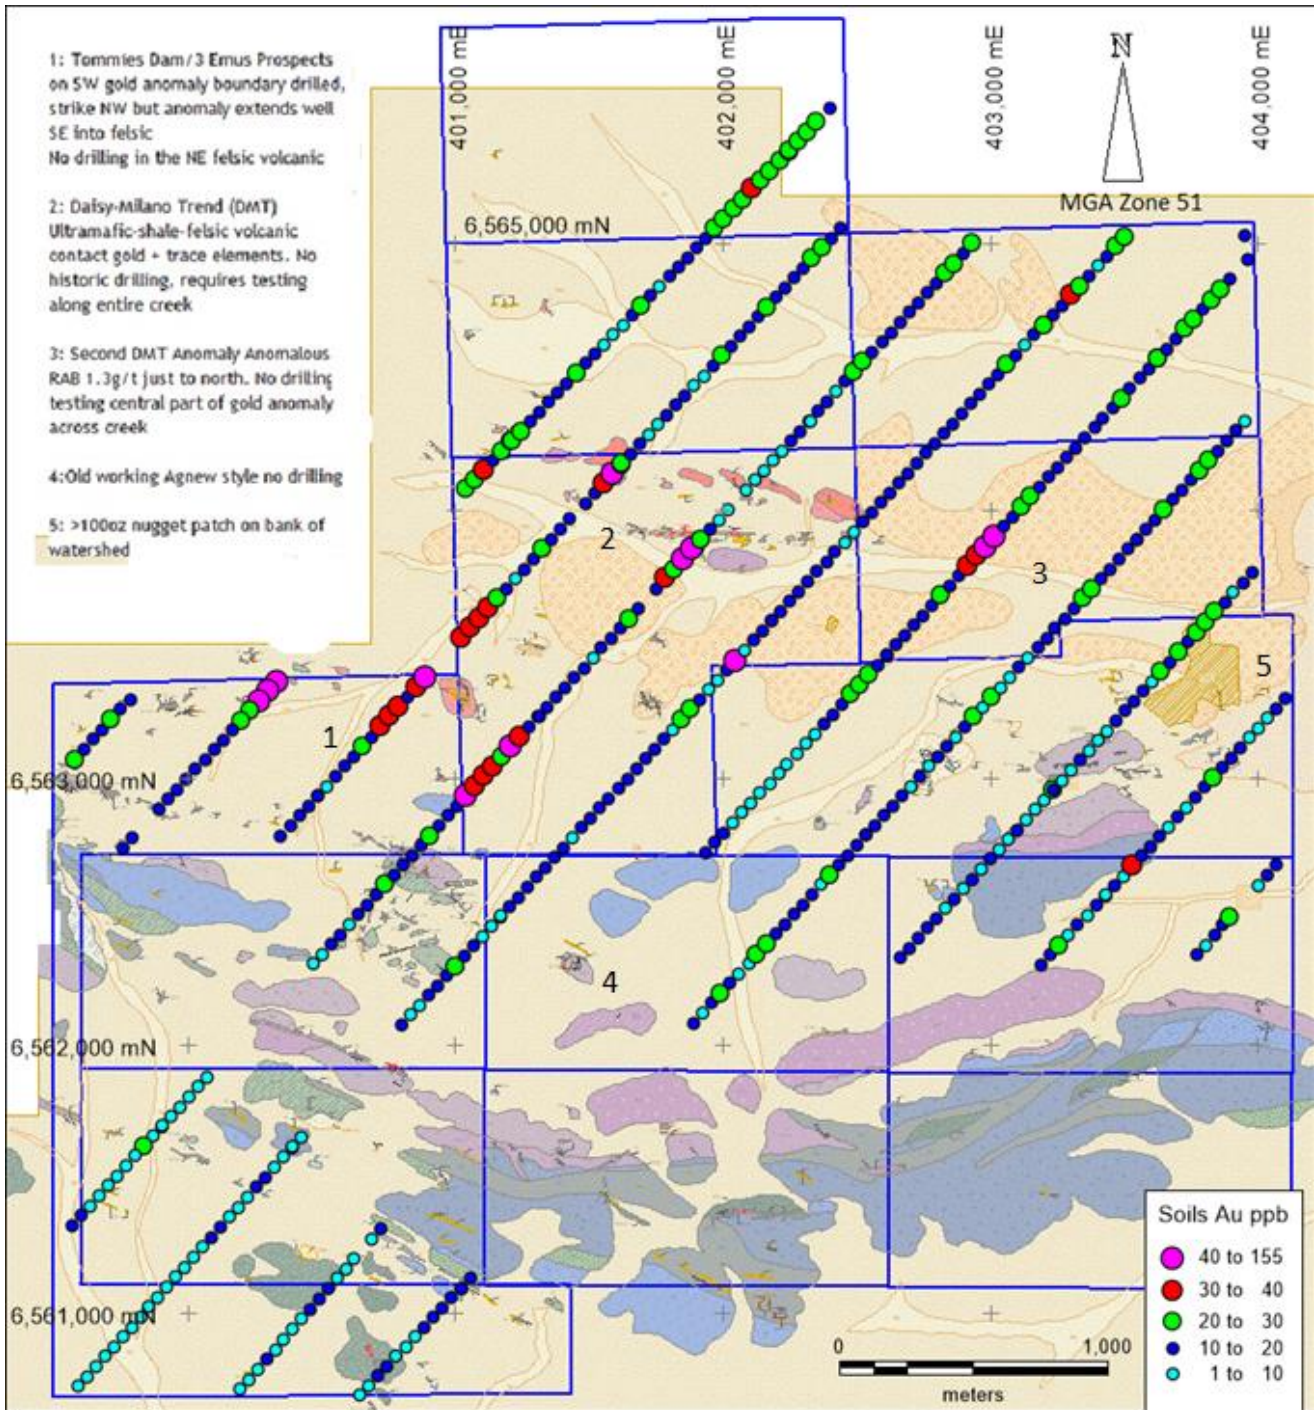 1: Tommies Dam/3 Emus Prospects
on SW gold anomaly boundary drilled,
strike NW but anomaly extends well
SE into felsic
No drilling in the NE felsic volcanic
2: Daisy-Milano Trend (DMT)
Ultramafic-shale-felsic volcanic
contact gold + trace elements. No
historic drilling, requires testing
along entire creek
3: Second DMT Anomaly Anomalous
RAB 1.3g/t just to north. No drilling
testing central part of gold anomaly
across creek
4:Old working Agnew style no drilling
5: >100oz nugget patch on bank of
watershed
401,000 mE
402,000 mE
403,000 mE
404,000 mE
N
MGA Zone 51
6,565,000 mN
2
3
5
1
6,563,000 mN
4
6,562,000 mN
6,561,000 mN
Soils Au ppb
40 to 155
30 to 40
20 to 30
10 to 20
1 to 10
0 1,000
meters